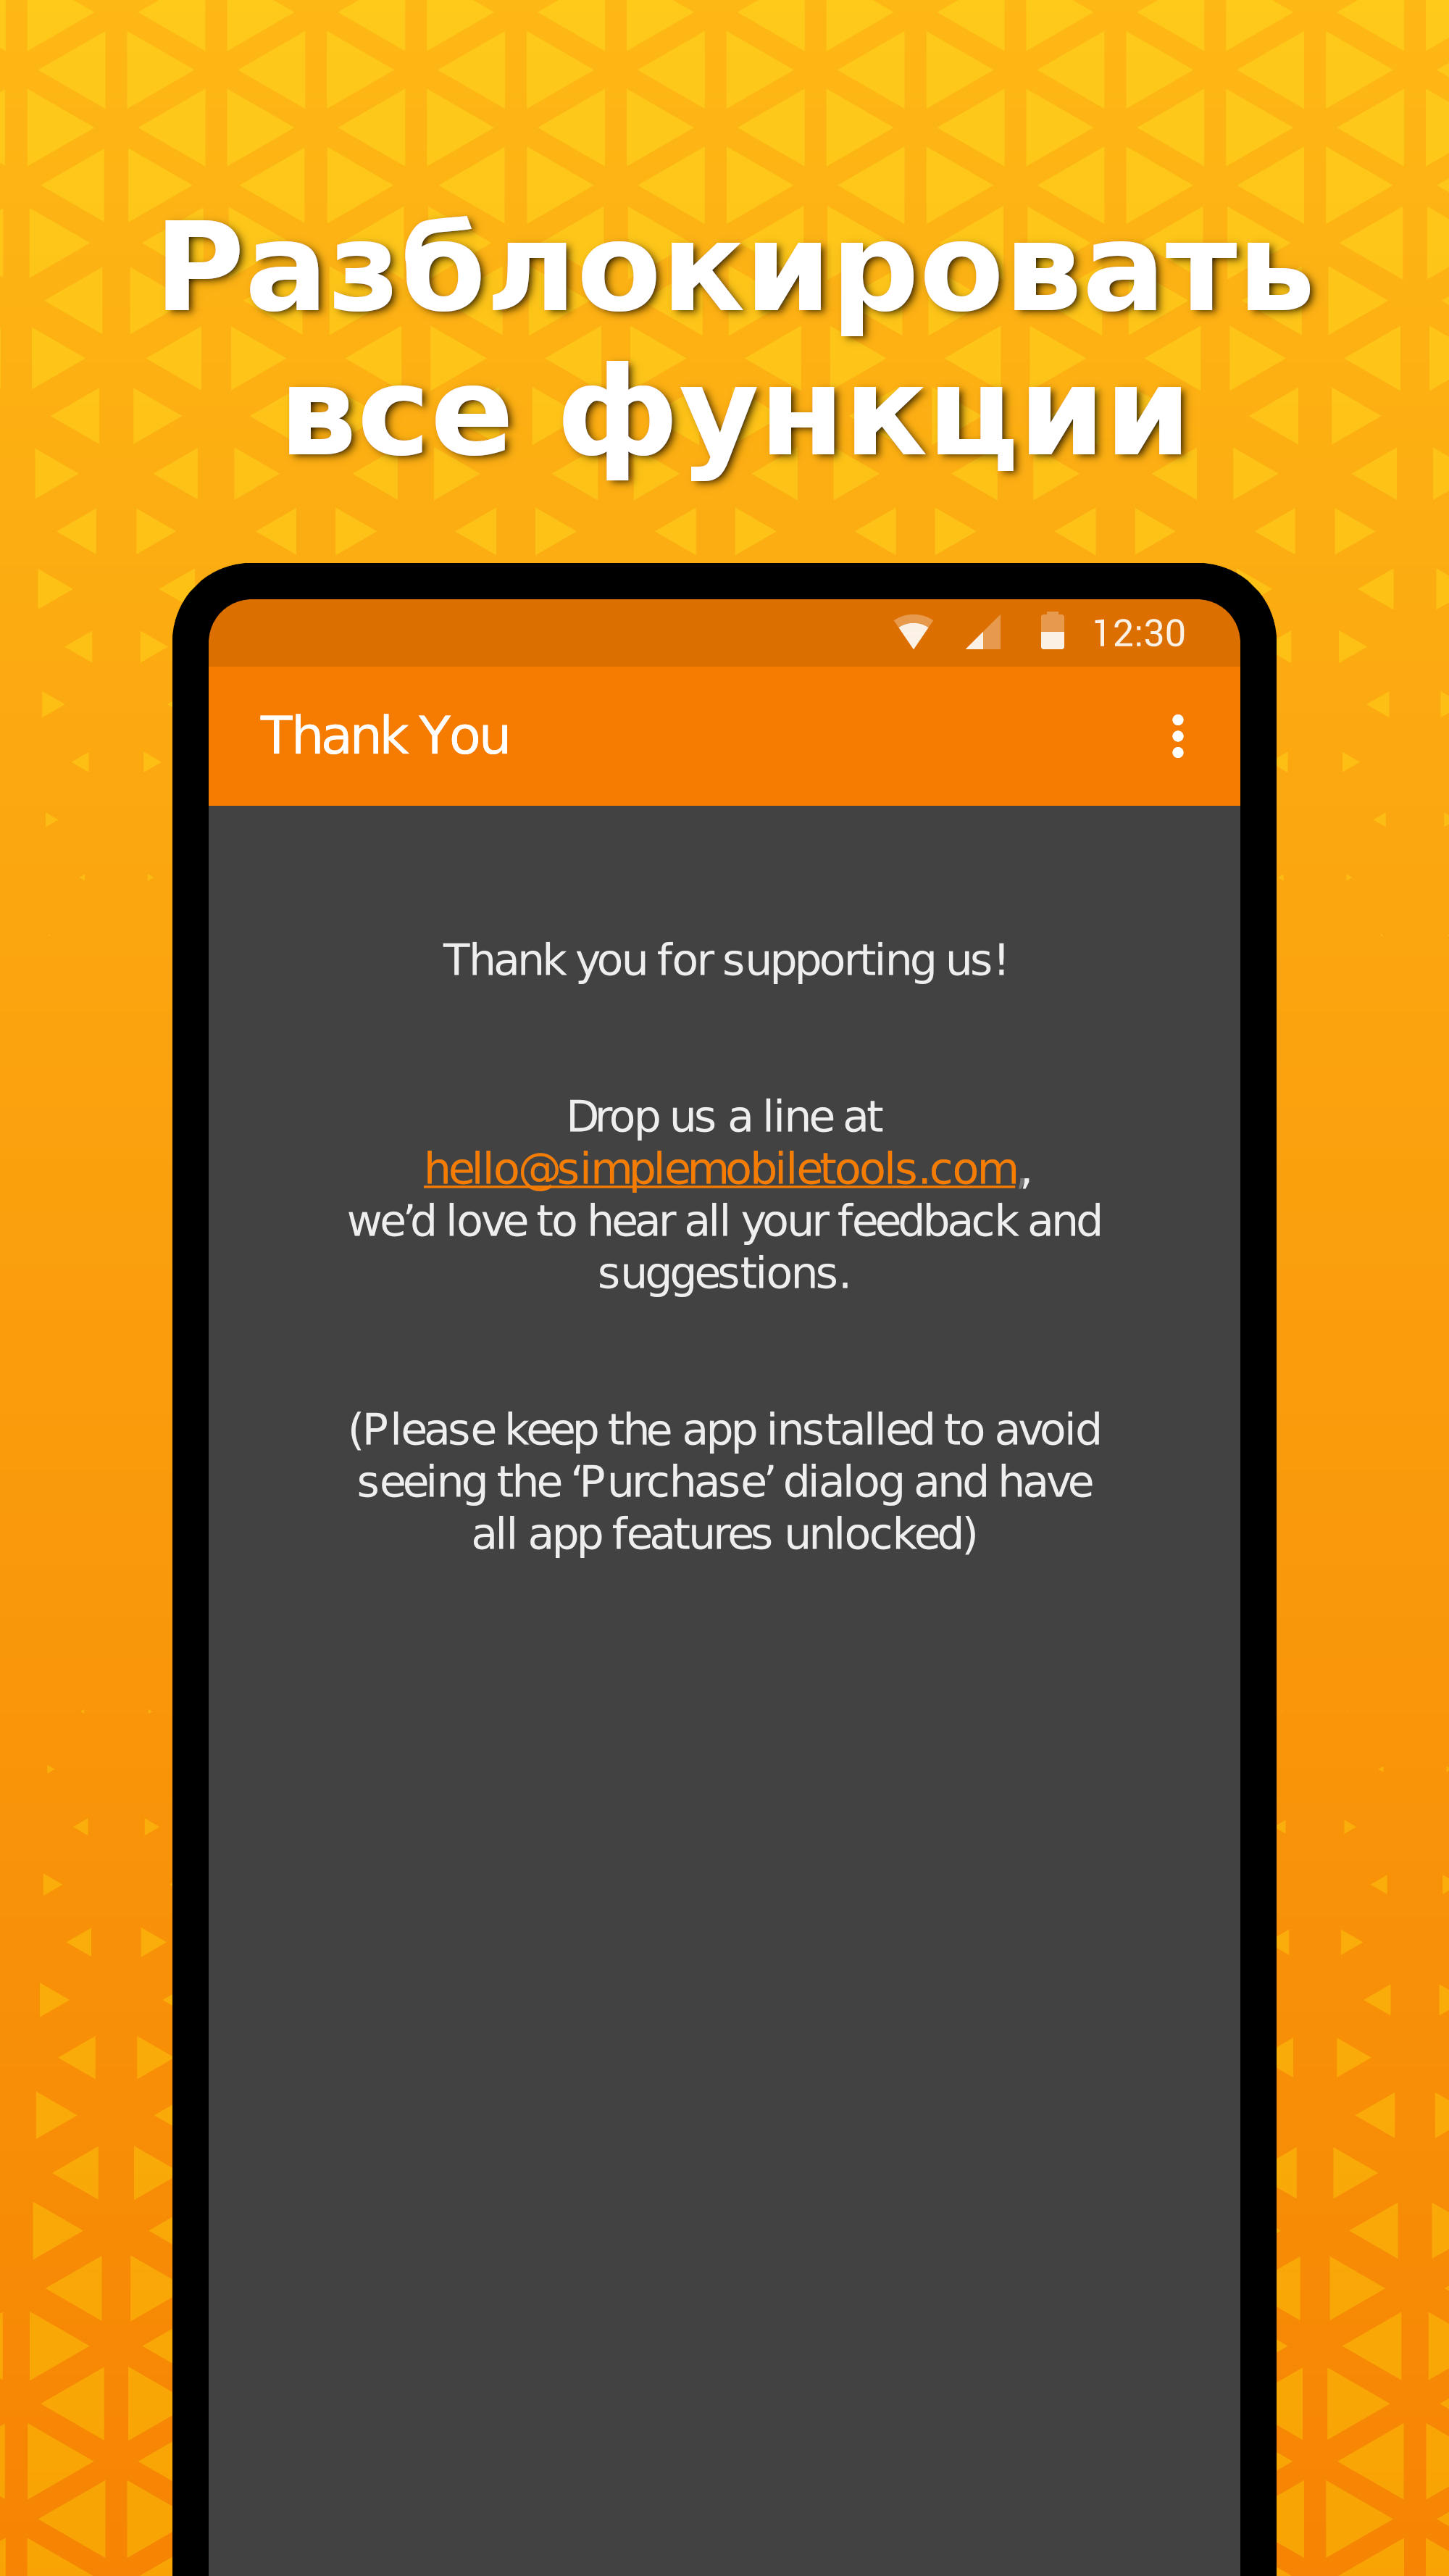 Разблокировать
все функции
12:30
Thank You
Thank you for supporting us!
Drop us a line at
hello@simplemobiletools.com,
we’d love to hear all your feedback and
suggestions.
(Please keep the app installed to avoid
seeing the ‘Purchase’ dialog and have
all app features unlocked)